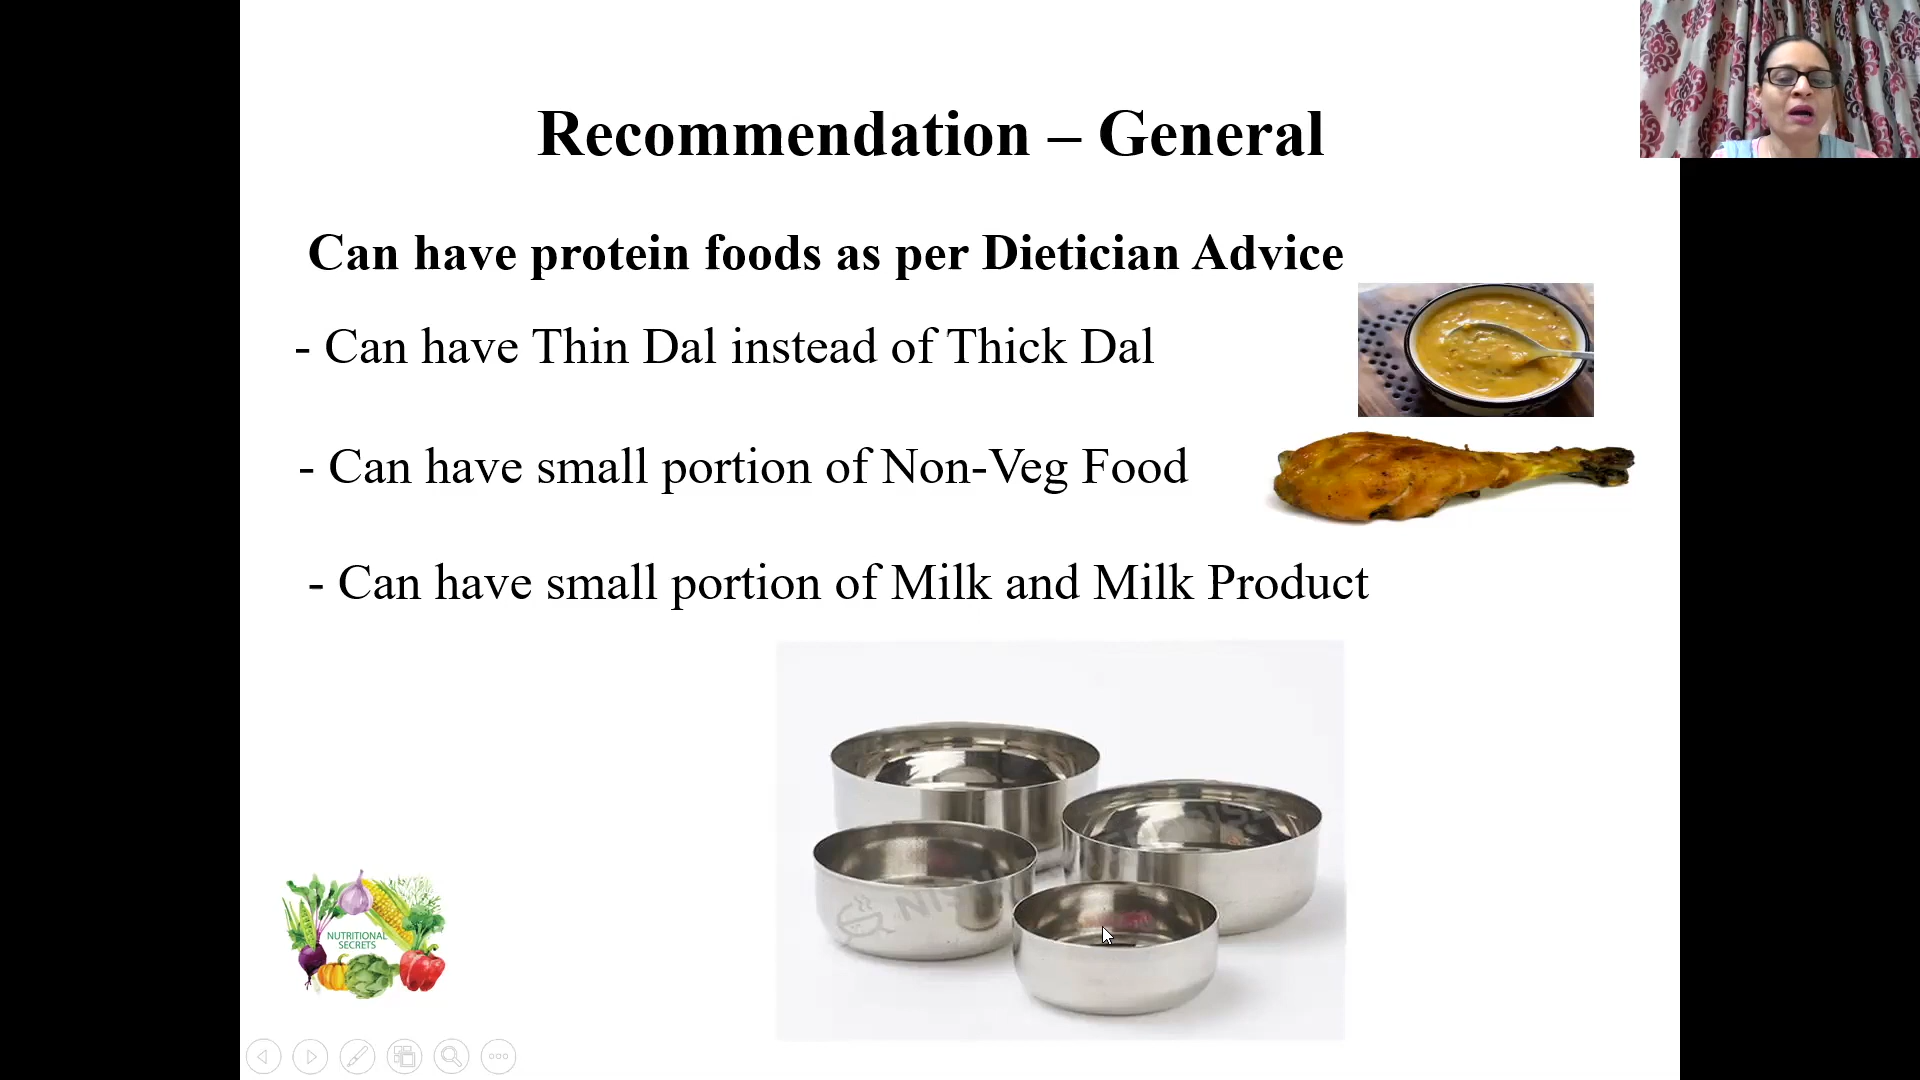 Recommendation – General
Can have protein foods as per Dietician Advice
- Can have Thin Dal instead of Thick Dal
- Can have small portion of Non-Veg Food
- Can have small portion of Milk and Milk Product
NUTRITIONAL
SECRETS